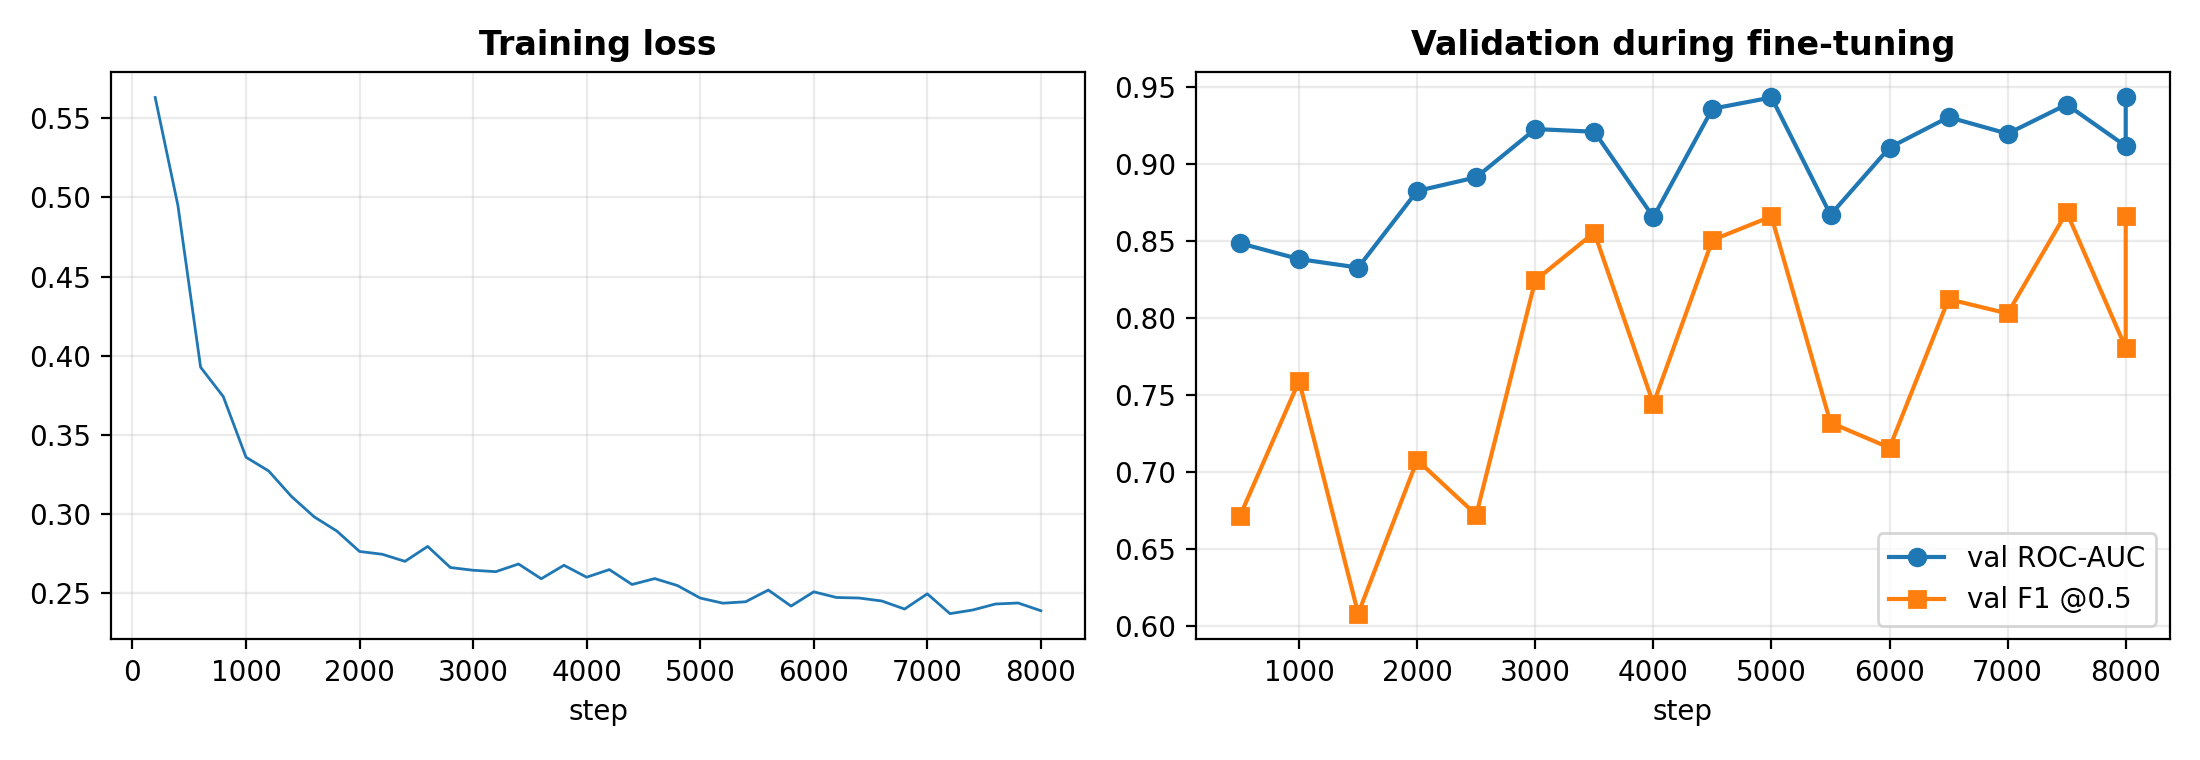 Training loss
0.55
0.50
0.45
0.40
0.35
0.30
0.25
0 1000 2000 3000 4000 5000 6000 7000 8000
step
Validation during fine-tuning
0.95
0.90
0.85
0.80
0.75
0.70
0.65
0.60
val ROC-AUC
val F1 @0.5
1000 2000 3000 4000 5000 6000 7000 8000
step